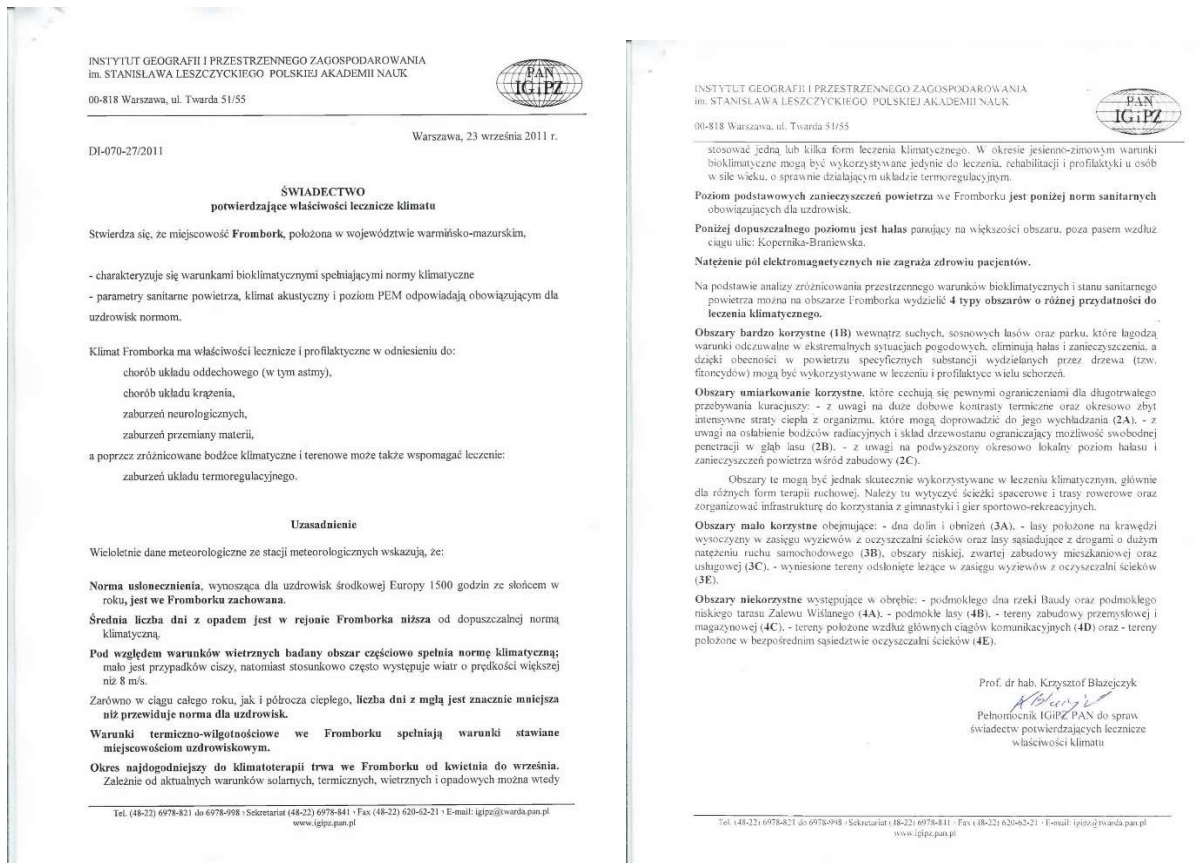 INSTYTUT GEOGRAFII I PRZESTRZENNEGO ZAGOSPODAROWANIA
im. STANISŁAWA LESZCZYCKIEGO POLSKIEJ AKADEMII NAUK
PAN
IGiPZ
00-818 Warszawa, ul. Twarda 51/55
Warszawa, 23 września 2011 r.
DI-070-27/2011
ŚWIADECTWO
potwierdzające właściwości lecznicze klimatu
Stwierdza się, że miejscowość Frombork, położona w województwie warmińsko-mazurskim,
- charakteryzuje się warunkami bioklimatycznymi spełniającymi normy klimatyczne
- parametry sanitarne powietrza, klimat akustyczny i poziom PEM odpowiadają obowiązującym dla
uzdrowisk normom.
Klimat Fromborka ma właściwości lecznicze i profilaktyczne w odniesieniu do:
chorób układu oddechowego (w tym astmy),
chorób układu krążenia,
zaburzeń neurologicznych,
zaburzeń przemiany materii,
a poprzez zróżnicowane bodźce klimatyczne i terenowe może także wspomagać leczenie:
zaburzeń układu termoregulacyjnego.
Uzasadnienie
Wieloletnie dane meteorologiczne ze stacji meteorologicznych wskazują, że:
Norma usłonecznienia, wynosząca dla uzdrowisk środkowej Europy 1500 godzin ze słońcem w
roku, jest we Fromborku zachowana.
Średnia liczba dni z opadem jest w rejonie Fromborka niższa od dopuszczalnej normą
klimatyczną.
Pod względem warunków wietrznych badany obszar częściowo spełnia normę klimatyczną;
mało jest przypadków ciszy, natomiast stosunkowo często występuje wiatr o prędkości większej
niż 8 m/s.
Zarówno w ciągu całego roku, jak i półrocza ciepłego, liczba dni z mgłą jest znacznie mniejsza
niż przewiduje norma dla uzdrowisk.
Warunki termiczno-wilgotnościowe we Fromborku spełniają warunki stawiane
miejscowościom uzdrowiskowym.
Okres najdogodniejszy do klimatoterapii trwa we Fromborku od kwietnia do września.
Zależnie od aktualnych warunków solarnych, termicznych, wietrznych i opadowych można wtedy
Tel. (48-22) 6978-821 do 6978-998 · Sekretariat (48-22) 6978-841 · Fax (48-22) 620-62-21 · E-mail: igipz@twarda.pan.pl
www.igipz.pan.pl
INSTYTUT GEOGRAFII I PRZESTRZENNEGO ZAGOSPODAROWANIA
im. STANISŁAWA LESZCZYCKIEGO POLSKIEJ AKADEMII NAUK
PAN
IGiPZ
00-818 Warszawa, ul. Twarda 51/55
stosować jedną lub kilka form leczenia klimatycznego. W okresie jesienno-zimowym warunki
bioklimatyczne mogą być wykorzystywane jedynie do leczenia, rehabilitacji i profilaktyki u osób
w sile wieku, o sprawnie działającym układzie termoregulacyjnym.
Poziom podstawowych zanieczyszczeń powietrza we Fromborku jest poniżej norm sanitarnych
obowiązujących dla uzdrowisk.
Poniżej dopuszczalnego poziomu jest hałas panujący na większości obszaru, poza pasem wzdłuż
ciągu ulic: Kopernika-Braniewska.
Natężenie pól elektromagnetycznych nie zagraża zdrowiu pacjentów.
Na podstawie analizy zróżnicowania przestrzennego warunków bioklimatycznych i stanu sanitarnego
powietrza można na obszarze Fromborka wydzielić 4 typy obszarów o różnej przydatności do
leczenia klimatycznego.
Obszary bardzo korzystne (1B) wewnątrz suchych, sosnowych lasów oraz parku, które łagodzą
warunki odczuwalne w ekstremalnych sytuacjach pogodowych, eliminują hałas i zanieczyszczenia, a
dzięki obecności w powietrzu specyficznych substancji wydzielanych przez drzewa (tzw.
fitoncydów) mogą być wykorzystywane w leczeniu i profilaktyce wielu schorzeń.
Obszary umiarkowanie korzystne, które cechują się pewnymi ograniczeniami dla długotrwałego
przebywania kuracjuszy: - z uwagi na duże dobowe kontrasty termiczne oraz okresowo zbyt
intensywne straty ciepła z organizmu, które mogą doprowadzić do jego wychładzania (2A), - z
uwagi na osłabienie bodźców radiacyjnych i skład drzewostanu ograniczający możliwość swobodnej
penetracji w głąb lasu (2B), - z uwagi na podwyższony okresowo lokalny poziom hałasu i
zanieczyszczeń powietrza wśród zabudowy (2C).
Obszary te mogą być jednak skutecznie wykorzystywane w leczeniu klimatycznym, głównie
dla różnych form terapii ruchowej. Należy tu wytyczyć ścieżki spacerowe i trasy rowerowe oraz
zorganizować infrastrukturę do korzystania z gimnastyki i gier sportowo-rekreacyjnych.
Obszary mało korzystne obejmujące: - dna dolin i obniżeń (3A), - lasy położone na krawędzi
wysoczyzny w zasięgu wyziewów z oczyszczalni ścieków oraz lasy sąsiadujące z drogami o dużym
natężeniu ruchu samochodowego (3B), obszary niskiej, zwartej zabudowy mieszkaniowej oraz
usługowej (3C), - wyniesione tereny odsłonięte leżące w zasięgu wyziewów z oczyszczalni ścieków
(3E).
Obszary niekorzystne występujące w obrębie: - podmokłego dna rzeki Baudy oraz podmokłego
niskiego tarasu Zalewu Wiślanego (4A), - podmokłe lasy (4B), - tereny zabudowy przemysłowej i
magazynowej (4C), - tereny położone wzdłuż głównych ciągów komunikacyjnych (4D) oraz - tereny
położone w bezpośrednim sąsiedztwie oczyszczalni ścieków (4E).
Prof. dr hab. Krzysztof Błażejczyk
Pełnomocnik IGiPZ PAN do spraw
świadectw potwierdzających lecznicze
właściwości klimatu
Tel. (48-22) 6978-821 do 6978-998 · Sekretariat (48-22) 6978-841 · Fax (48-22) 620-62-21 · E-mail: igipz@twarda.pan.pl
www.igipz.pan.pl